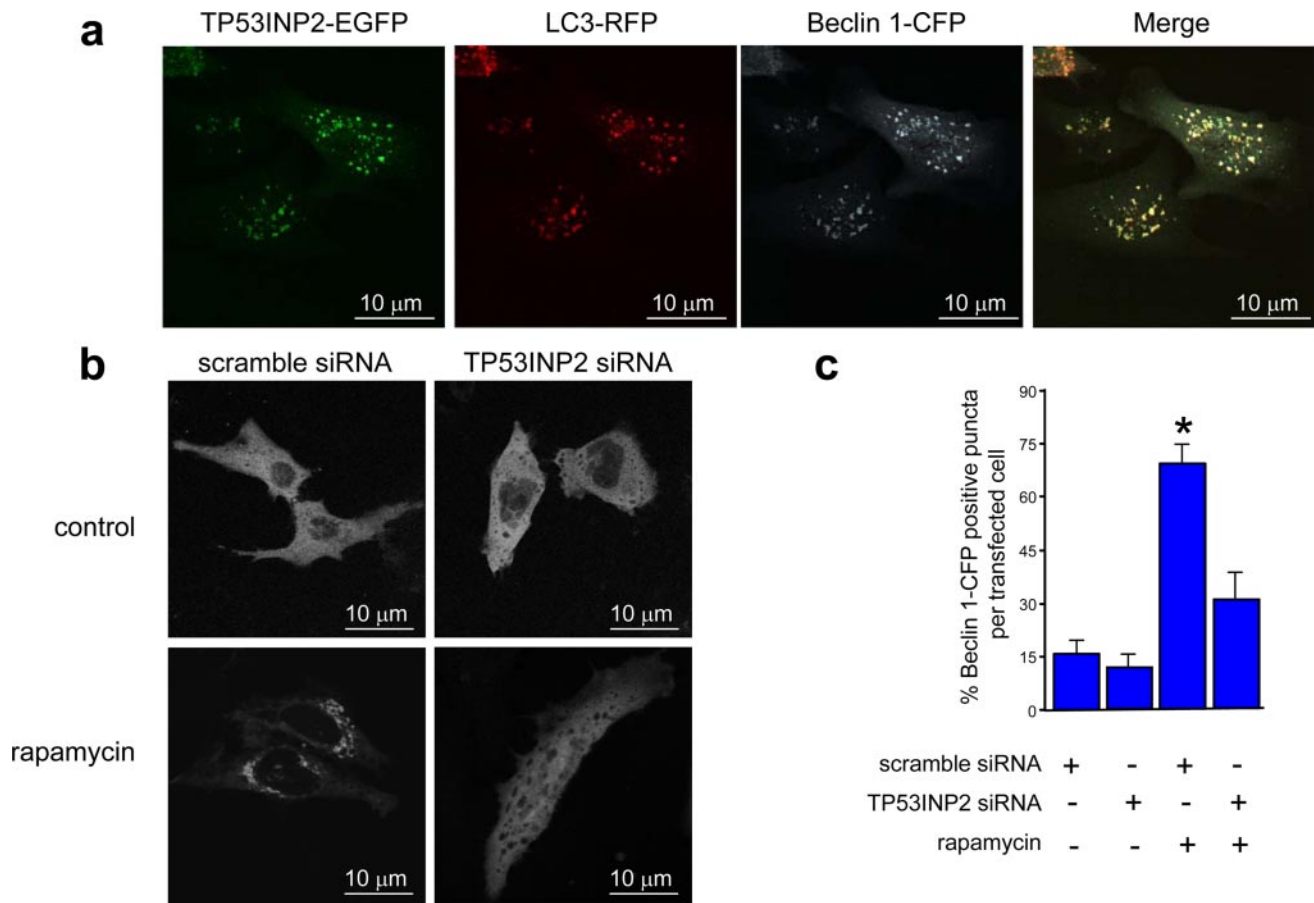 a
TP53INP2-EGFP LC3-RFP Beclin 1-CFP Merge
10 μm 10 μm 10 μm 10 μm
b
scramble siRNA TP53INP2 siRNA
control
10 μm 10 μm
rapamycin
10 μm 10 μm
c
% Beclin 1-CFP positive puncta
per transfected cell
90
75
60
45
30
15
0
*
scramble siRNA + - + -
TP53INP2 siRNA - + - +
rapamycin - - + +